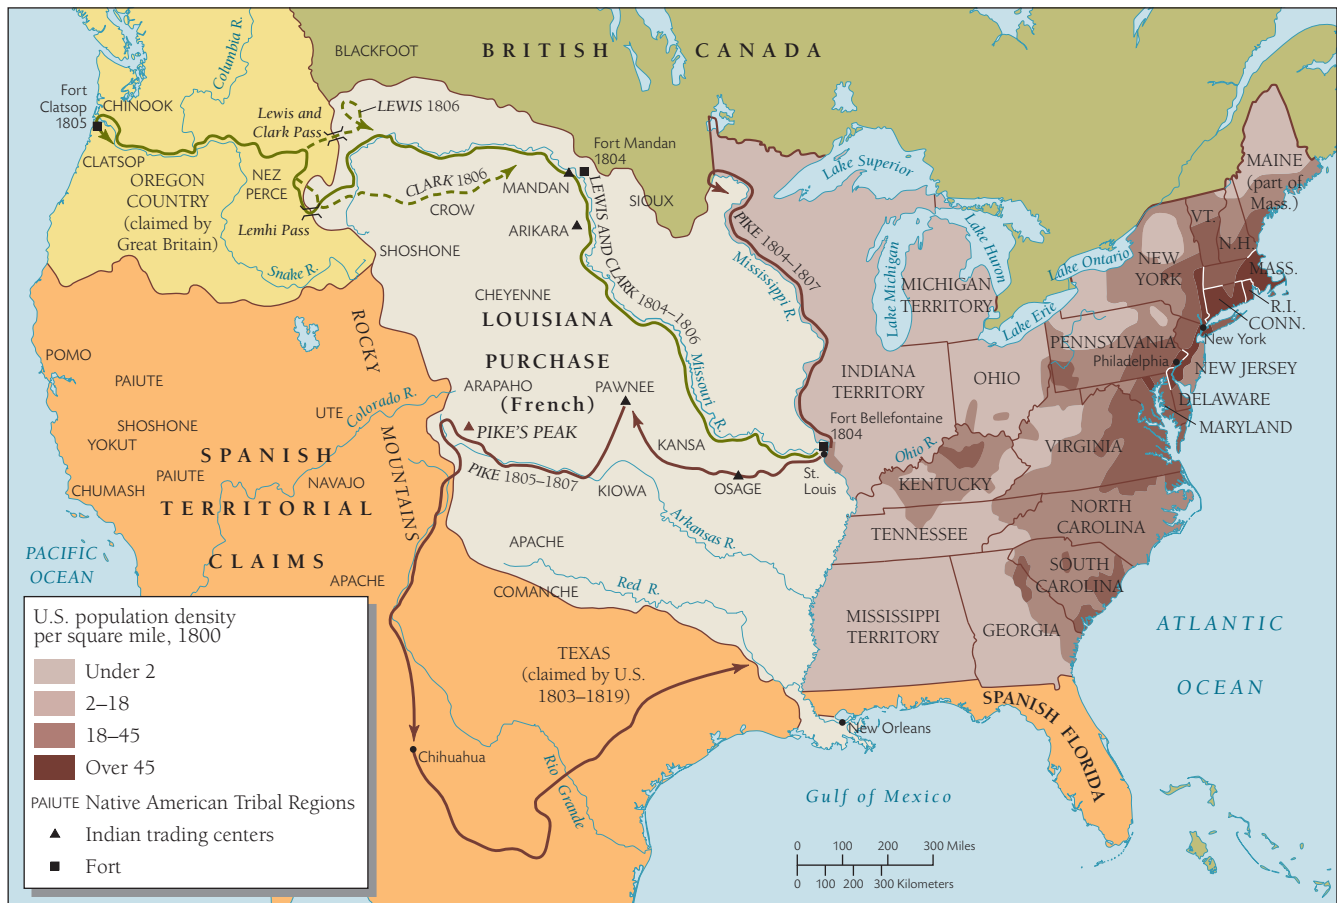 BRITISH CANADA
BLACKFOOT
Columbia R.
Fort
Clatsop
1805
CHINOOK
Lewis and
Clark Pass
LEWIS 1806
CLATSOP
OREGON
COUNTRY
(claimed by
Great Britain)
NEZ
PERCE
Lemhi Pass
Snake R.
CLARK 1806
CROW
SHOSHONE
Fort Mandan
1804
MANDAN
ARIKARA
SIOUX
LEWIS AND CLARK 1804–1806
Missouri R.
PIKE 1804–1807
Mississippi R.
CHEYENNE
LOUISIANA
PURCHASE
(French)
ARAPAHO
PAWNEE
PIKE'S PEAK
KANSA
PIKE 1805–1807
KIOWA
OSAGE
Fort Bellefontaine
1804
St.
Louis
Arkansas R.
APACHE
Red R.
COMANCHE
ROCKY
MOUNTAINS
POMO
PAIUTE
SHOSHONE
YOKUT
UTE
Colorado R.
SPANISH
PAIUTE
NAVAJO
CHUMASH
TERRITORIAL
CLAIMS
APACHE
PACIFIC
OCEAN
TEXAS
(claimed by U.S.
1803–1819)
Chihuahua
Rio Grande
New Orleans
Gulf of Mexico
SPANISH FLORIDA
ATLANTIC
OCEAN
Lake Superior
Lake Michigan
Lake Huron
Lake Erie
Lake Ontario
MICHIGAN
TERRITORY
INDIANA
TERRITORY
OHIO
Ohio R.
KENTUCKY
TENNESSEE
MISSISSIPPI
TERRITORY
GEORGIA
SOUTH
CAROLINA
NORTH
CAROLINA
VIRGINIA
PENNSYLVANIA
Philadelphia
NEW
YORK
VT.
N.H.
MAINE
(part of
Mass.)
MASS.
R.I.
CONN.
New York
NEW JERSEY
DELAWARE
MARYLAND
U.S. population density
per square mile, 1800
Under 2
2–18
18–45
Over 45
PAIUTE Native American Tribal Regions
Indian trading centers
Fort
0 100 200 300 Miles
0 100 200 300 Kilometers